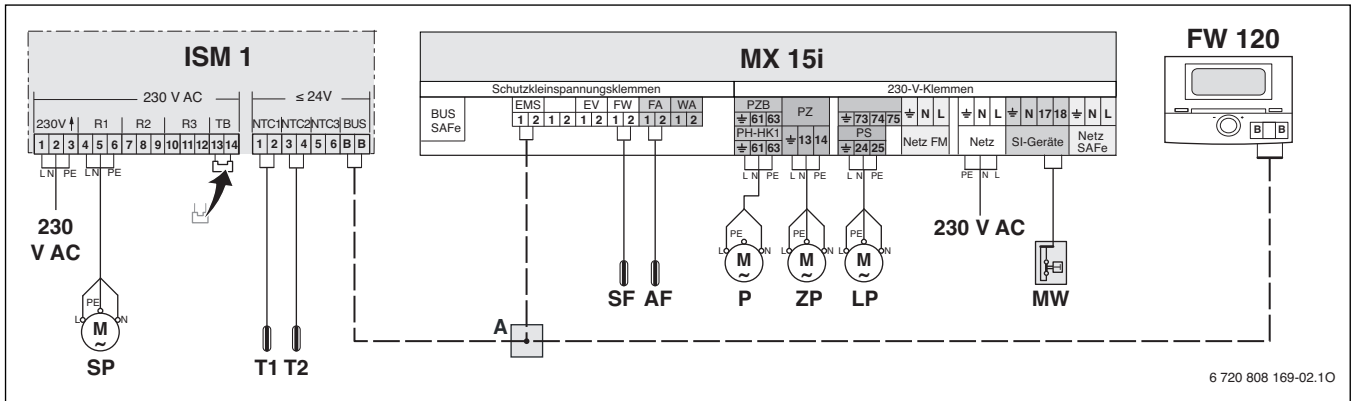 ISM 1
230 V AC
≤ 24V
230V R1 R2 R3 TB NTC1 NTC2 NTC3 BUS
1 2 3 4 5 6 7 8 9 10 11 12 13 14 1 2 3 4 5 6 B B
L N PE L N PE
230
V AC
L PE N
M
~
SP
T1 T2
MX 15i
Schutzkleinspannungsklemmen
230-V-Klemmen
BUS
SAFe
EMS EV FW FA WA
1 2 1 2 1 2 1 2 1 2 1 2
PZB
61 63
PH-HK1
61 63
PZ
13 14
73 74 75
PS
24 25
N L
Netz FM
N L
Netz
N 17 18
SI-Geräte
N L
Netz
SAFe
L N PE L N PE L N PE PE N L
230 V AC
L PE N
M
~
P
L PE N
M
~
ZP
L PE N
M
~
LP
MW
SF AF
A
FW 120
B B
6 720 808 169-02.1O